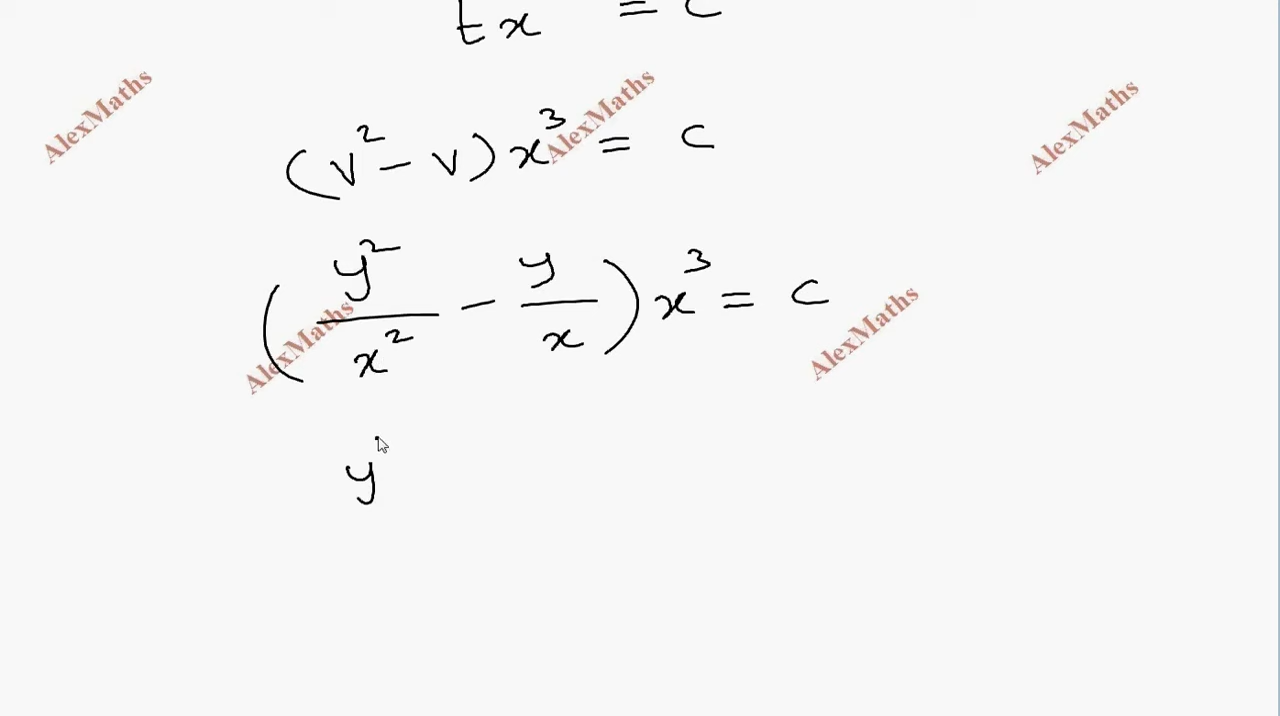 tx = c
AlexMaths AlexMaths AlexMaths
(v² - v)x³ = c
(y²/x² - y/x)x³ = c
AlexMaths AlexMaths
y